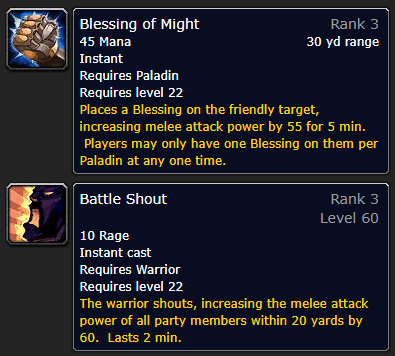 Blessing of Might Rank 3
45 Mana 30 yd range
Instant
Requires Paladin
Requires level 22
Places a Blessing on the friendly target,
increasing melee attack power by 55 for 5 min.
Players may only have one Blessing on them per
Paladin at any one time.
Battle Shout Rank 3
Level 60
10 Rage
Instant cast
Requires Warrior
Requires level 22
The warrior shouts, increasing the melee attack
power of all party members within 20 yards by
60. Lasts 2 min.